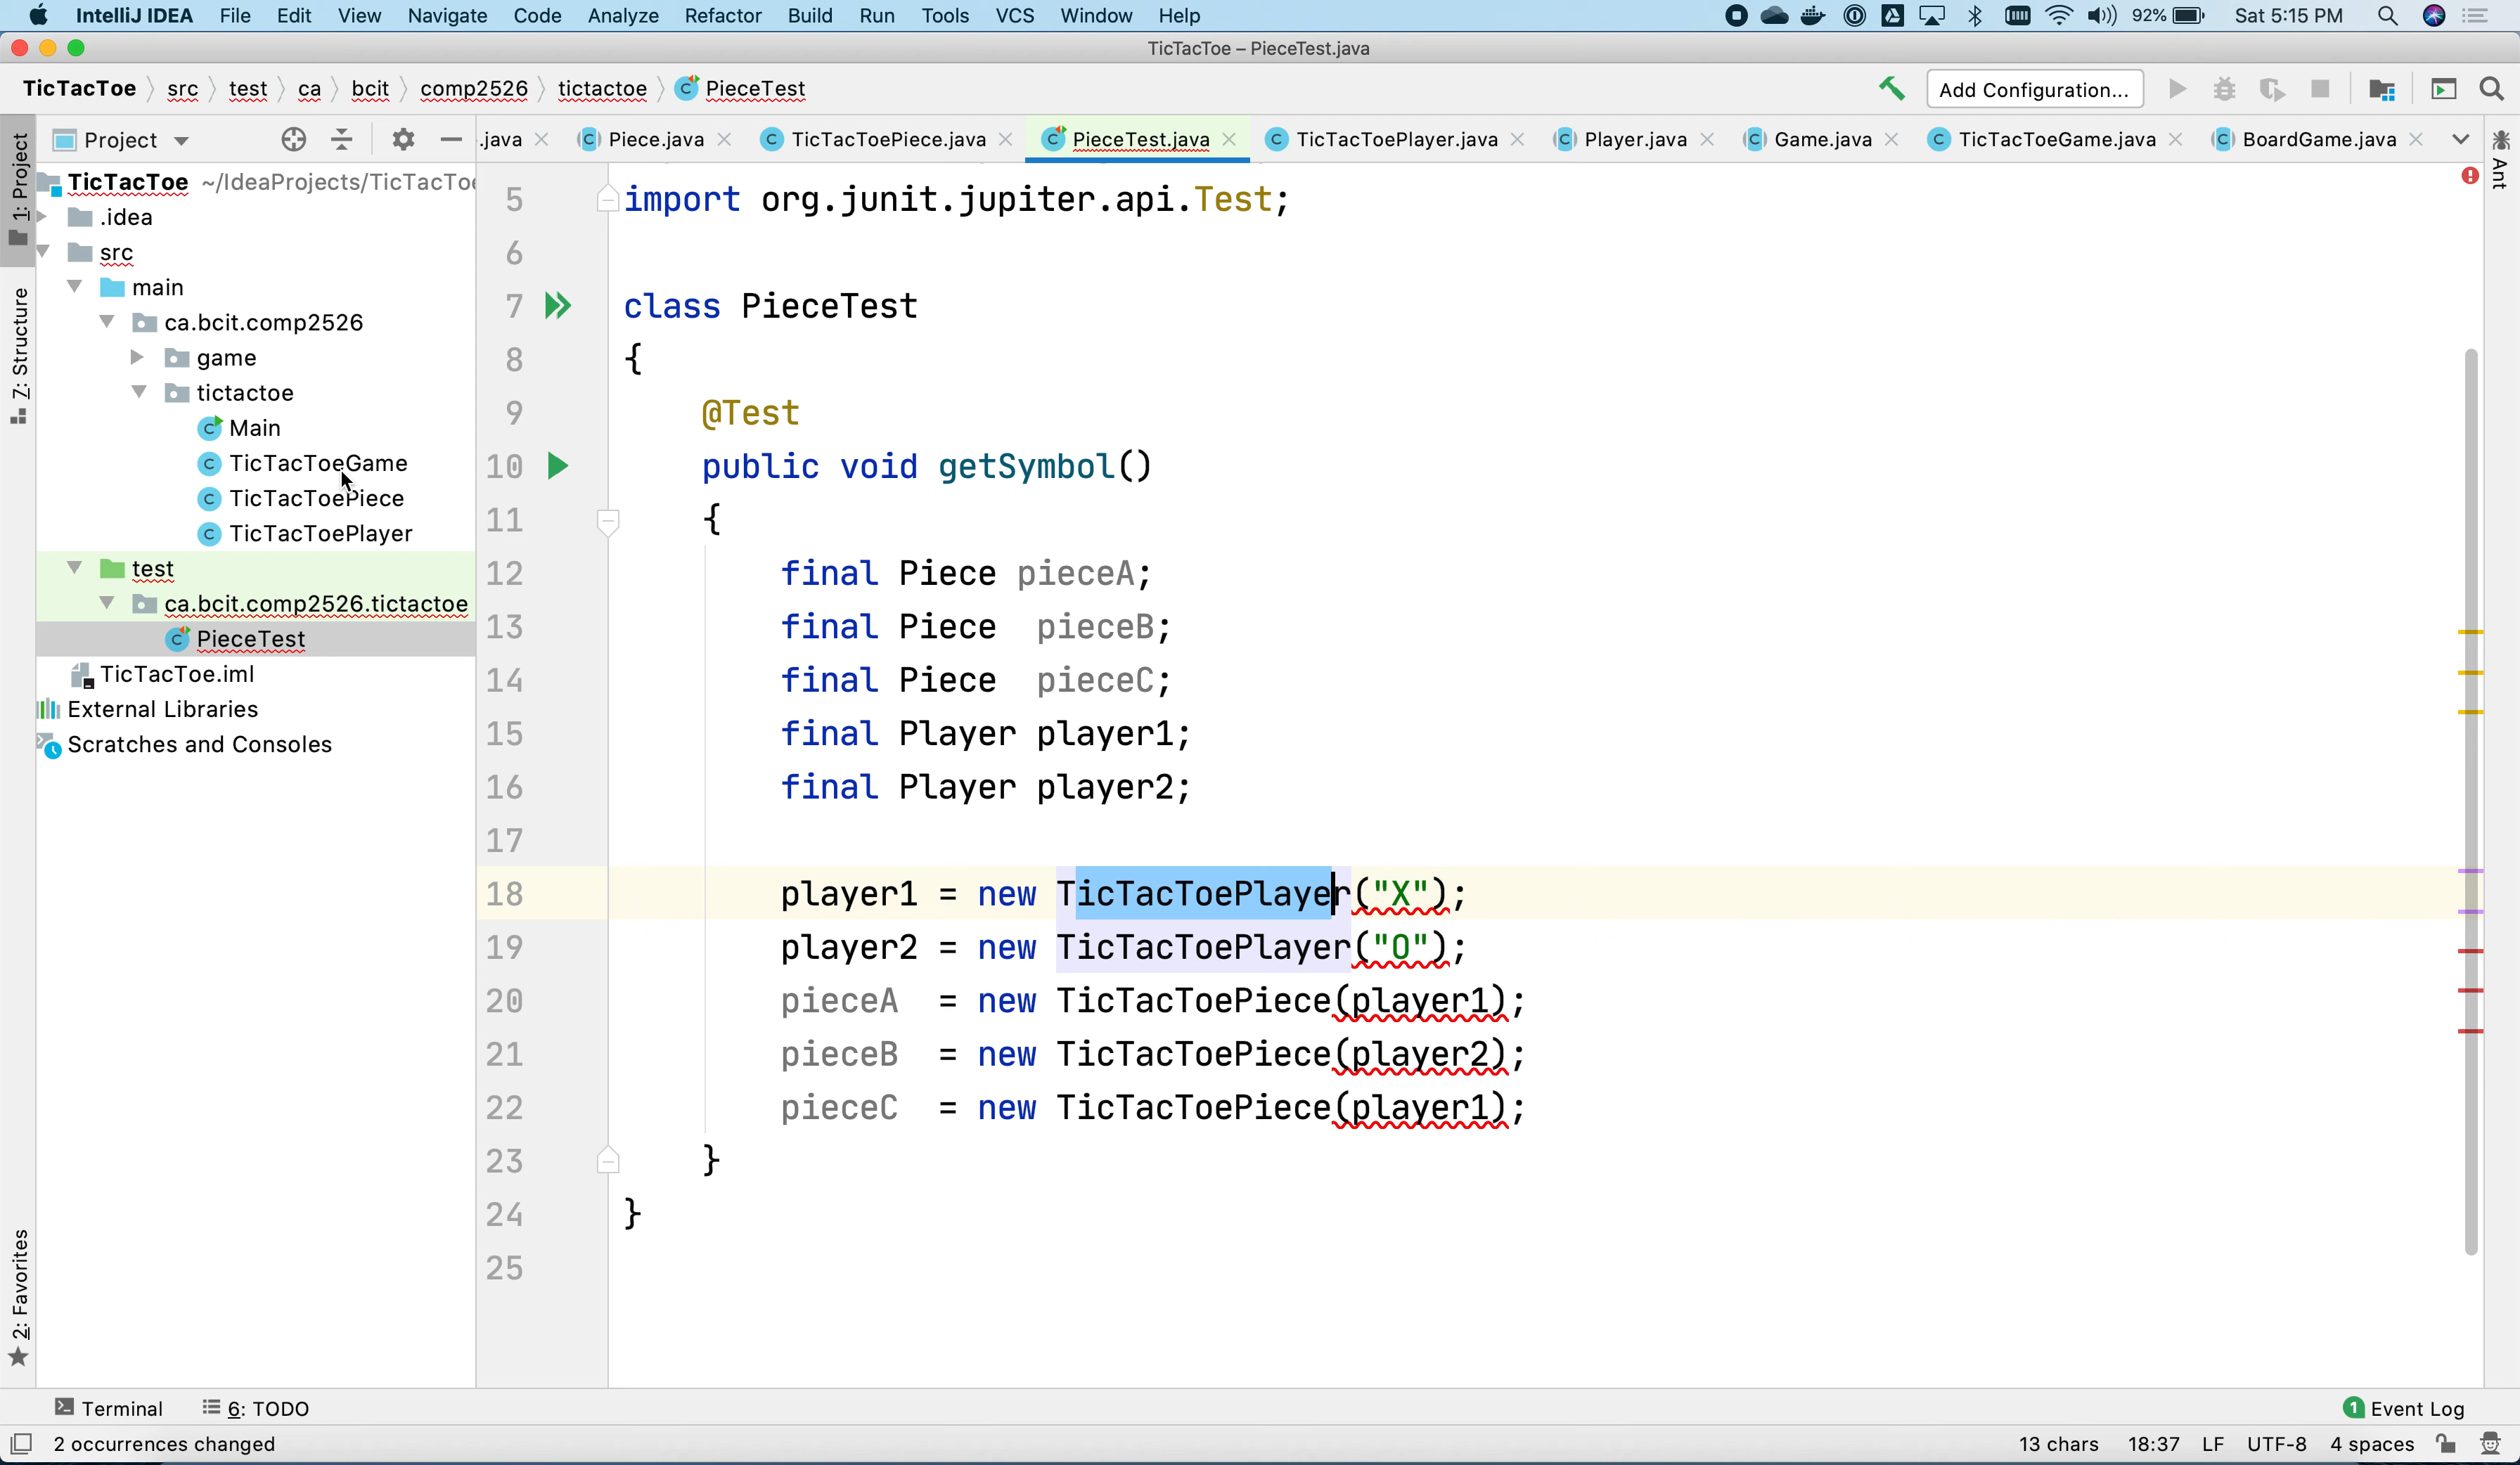 IntelliJ IDEA File Edit View Navigate Code Analyze Refactor Build Run Tools VCS Window Help 92% Sat 5:15 PM
TicTacToe – PieceTest.java
TicTacToe src test ca bcit comp2526 tictactoe PieceTest Add Configuration...
Project .java Piece.java TicTacToePiece.java PieceTest.java TicTacToePlayer.java Player.java Game.java TicTacToeGame.java BoardGame.java
1: Project
7: Structure
2: Favorites
Ant
TicTacToe ~/IdeaProjects/TicTacToe
.idea
src
main
ca.bcit.comp2526
game
tictactoe
Main
TicTacToeGame
TicTacToePiece
TicTacToePlayer
test
ca.bcit.comp2526.tictactoe
PieceTest
TicTacToe.iml
External Libraries
Scratches and Consoles
5 import org.junit.jupiter.api.Test;
6
7 class PieceTest
8 {
9 @Test
10 public void getSymbol()
11 {
12 final Piece pieceA;
13 final Piece  pieceB;
14 final Piece  pieceC;
15 final Player player1;
16 final Player player2;
17
18 player1 = new TicTacToePlayer("X");
19 player2 = new TicTacToePlayer("O");
20 pieceA  = new TicTacToePiece(player1);
21 pieceB  = new TicTacToePiece(player2);
22 pieceC  = new TicTacToePiece(player1);
23 }
24 }
25
Terminal 6: TODO 1 Event Log
2 occurrences changed 13 chars 18:37 LF UTF-8 4 spaces